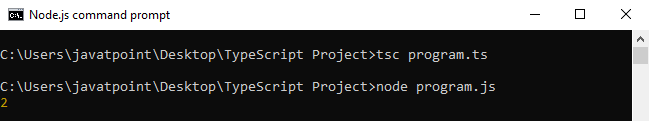 Node.js command prompt
C:\Users\javatpoint\Desktop\TypeScript Project>tsc program.ts
C:\Users\javatpoint\Desktop\TypeScript Project>node program.js
2